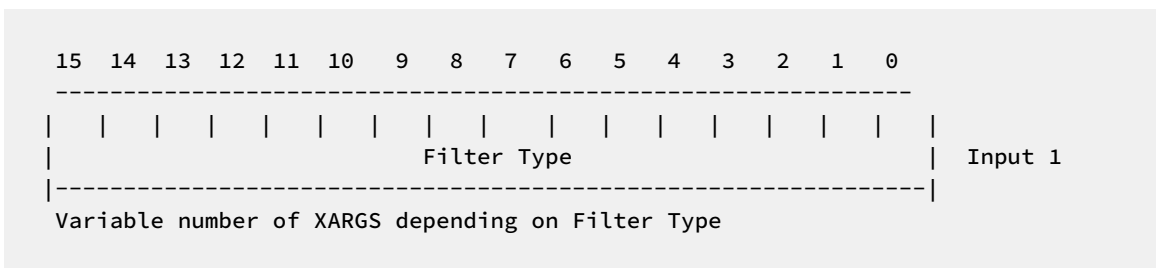 15 14 13 12 11 10 9 8 7 6 5 4 3 2 1 0
-----------------------------------------------------------------
| | | | | | | | | | | | | | | | |
| Filter Type | Input 1
|----------------------------------------------------------------|
Variable number of XARGS depending on Filter Type